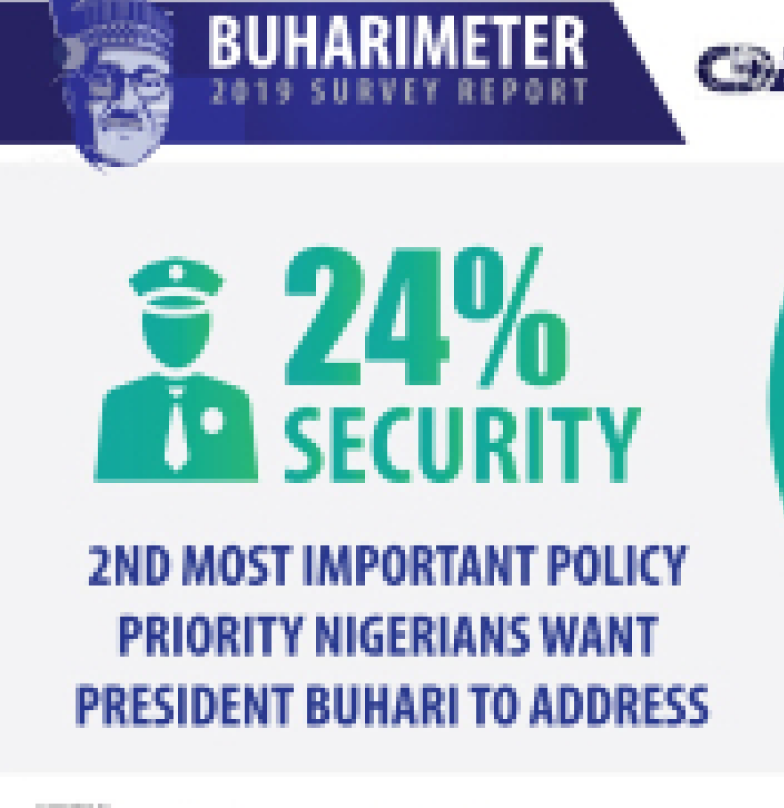 BUHARIMETER
2019 SURVEY REPORT
24%
SECURITY
2ND MOST IMPORTANT POLICY
PRIORITY NIGERIANS WANT
PRESIDENT BUHARI TO ADDRESS